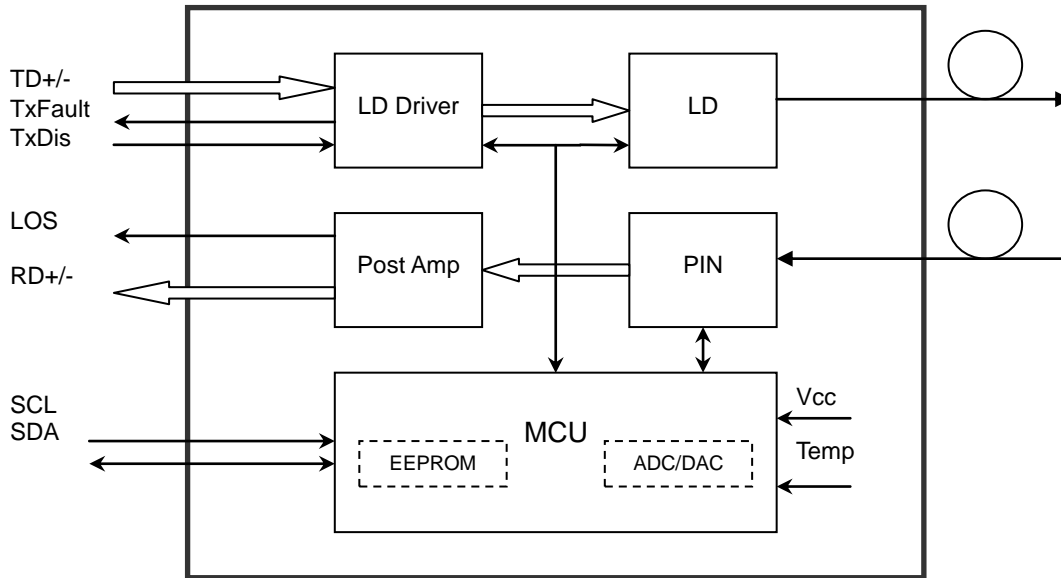 TD+/-
TxFault
TxDis
LD Driver
LD
LOS
RD+/-
Post Amp
PIN
SCL
SDA
MCU
EEPROM
ADC/DAC
Vcc
Temp